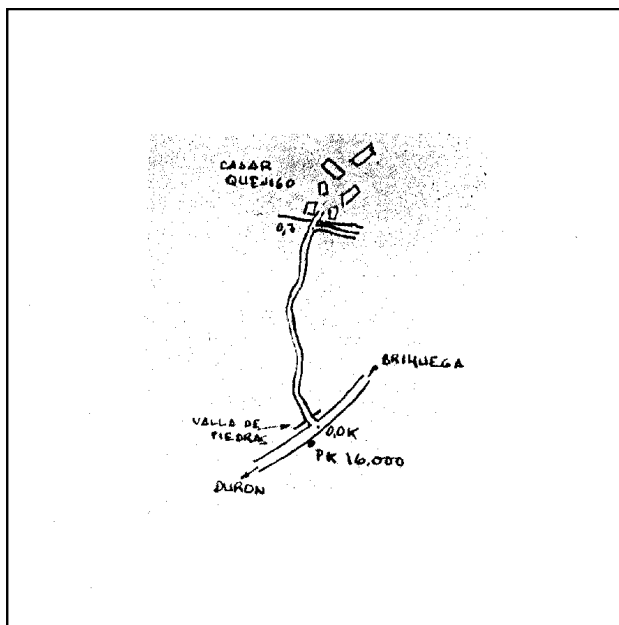 CASAR
QUEJIGO
0,7
BRIHUEGA
VALLA DE
PIEDRAS
0,0K
PK 16,000
DURON